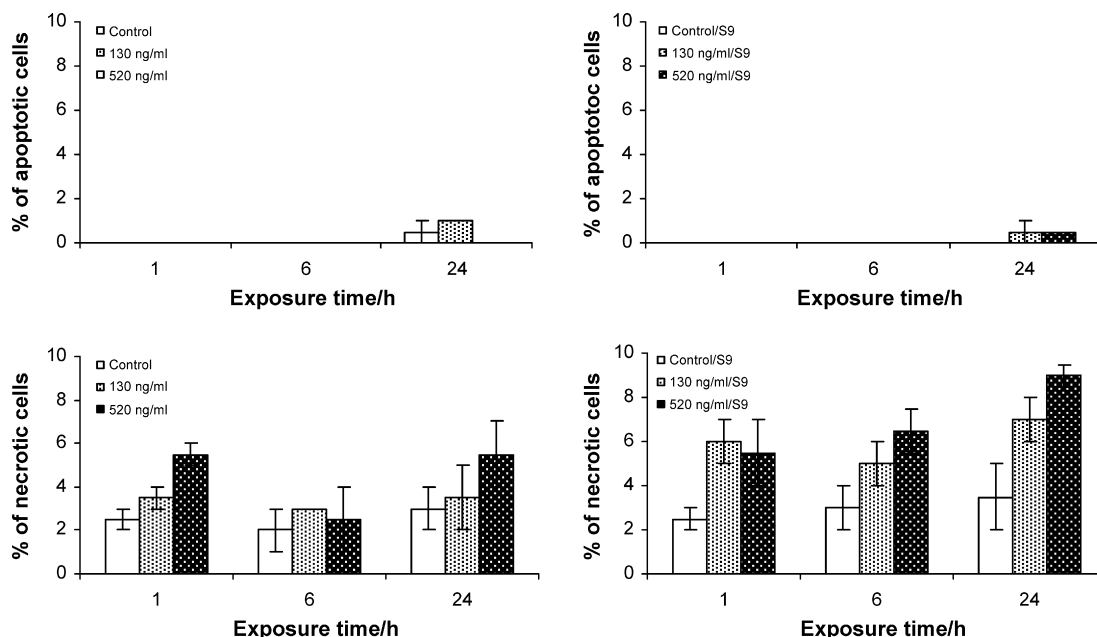 % of apoptotic cells
10
8
6
4
2
0
Control
130 ng/ml
520 ng/ml
1 6 24
Exposure time/h
% of apoptotoc cells
10
8
6
4
2
0
Control/S9
130 ng/ml/S9
520 ng/ml/S9
1 6 24
Exposure time/h
% of necrotic cells
10
8
6
4
2
0
Control
130 ng/ml
520 ng/ml
1 6 24
Exposure time/h
% of necrotic cells
10
8
6
4
2
0
Control/S9
130 ng/ml/S9
520 ng/ml/S9
1 6 24
Exposure time/h